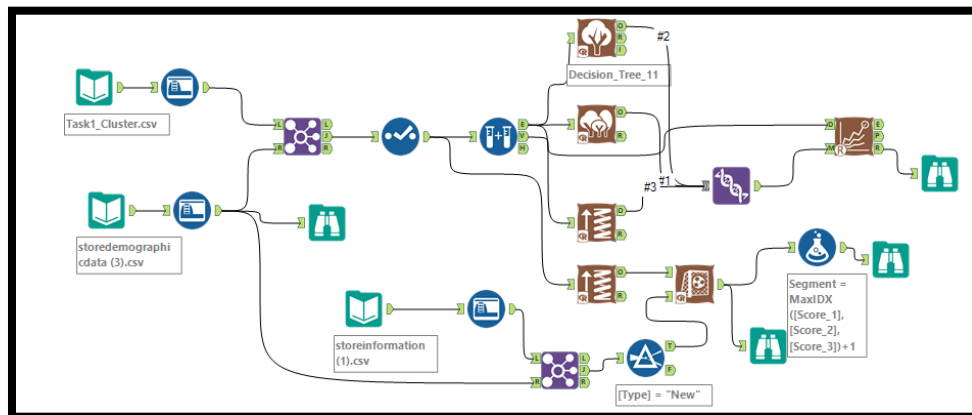 #2
Decision_Tree_11
Task1_Cluster.csv
L
L
J
R
R
E
V
H
O
R
I
O
R
#1
#3
D
E
P
M
R
R
storedemographi
cdata (3).csv
O
R
O
R
Segment =
MaxIDX
([Score_1],
[Score_2],
[Score_3])+1
storeinformation
(1).csv
L
L
J
R
R
T
F
[Type] = "New"